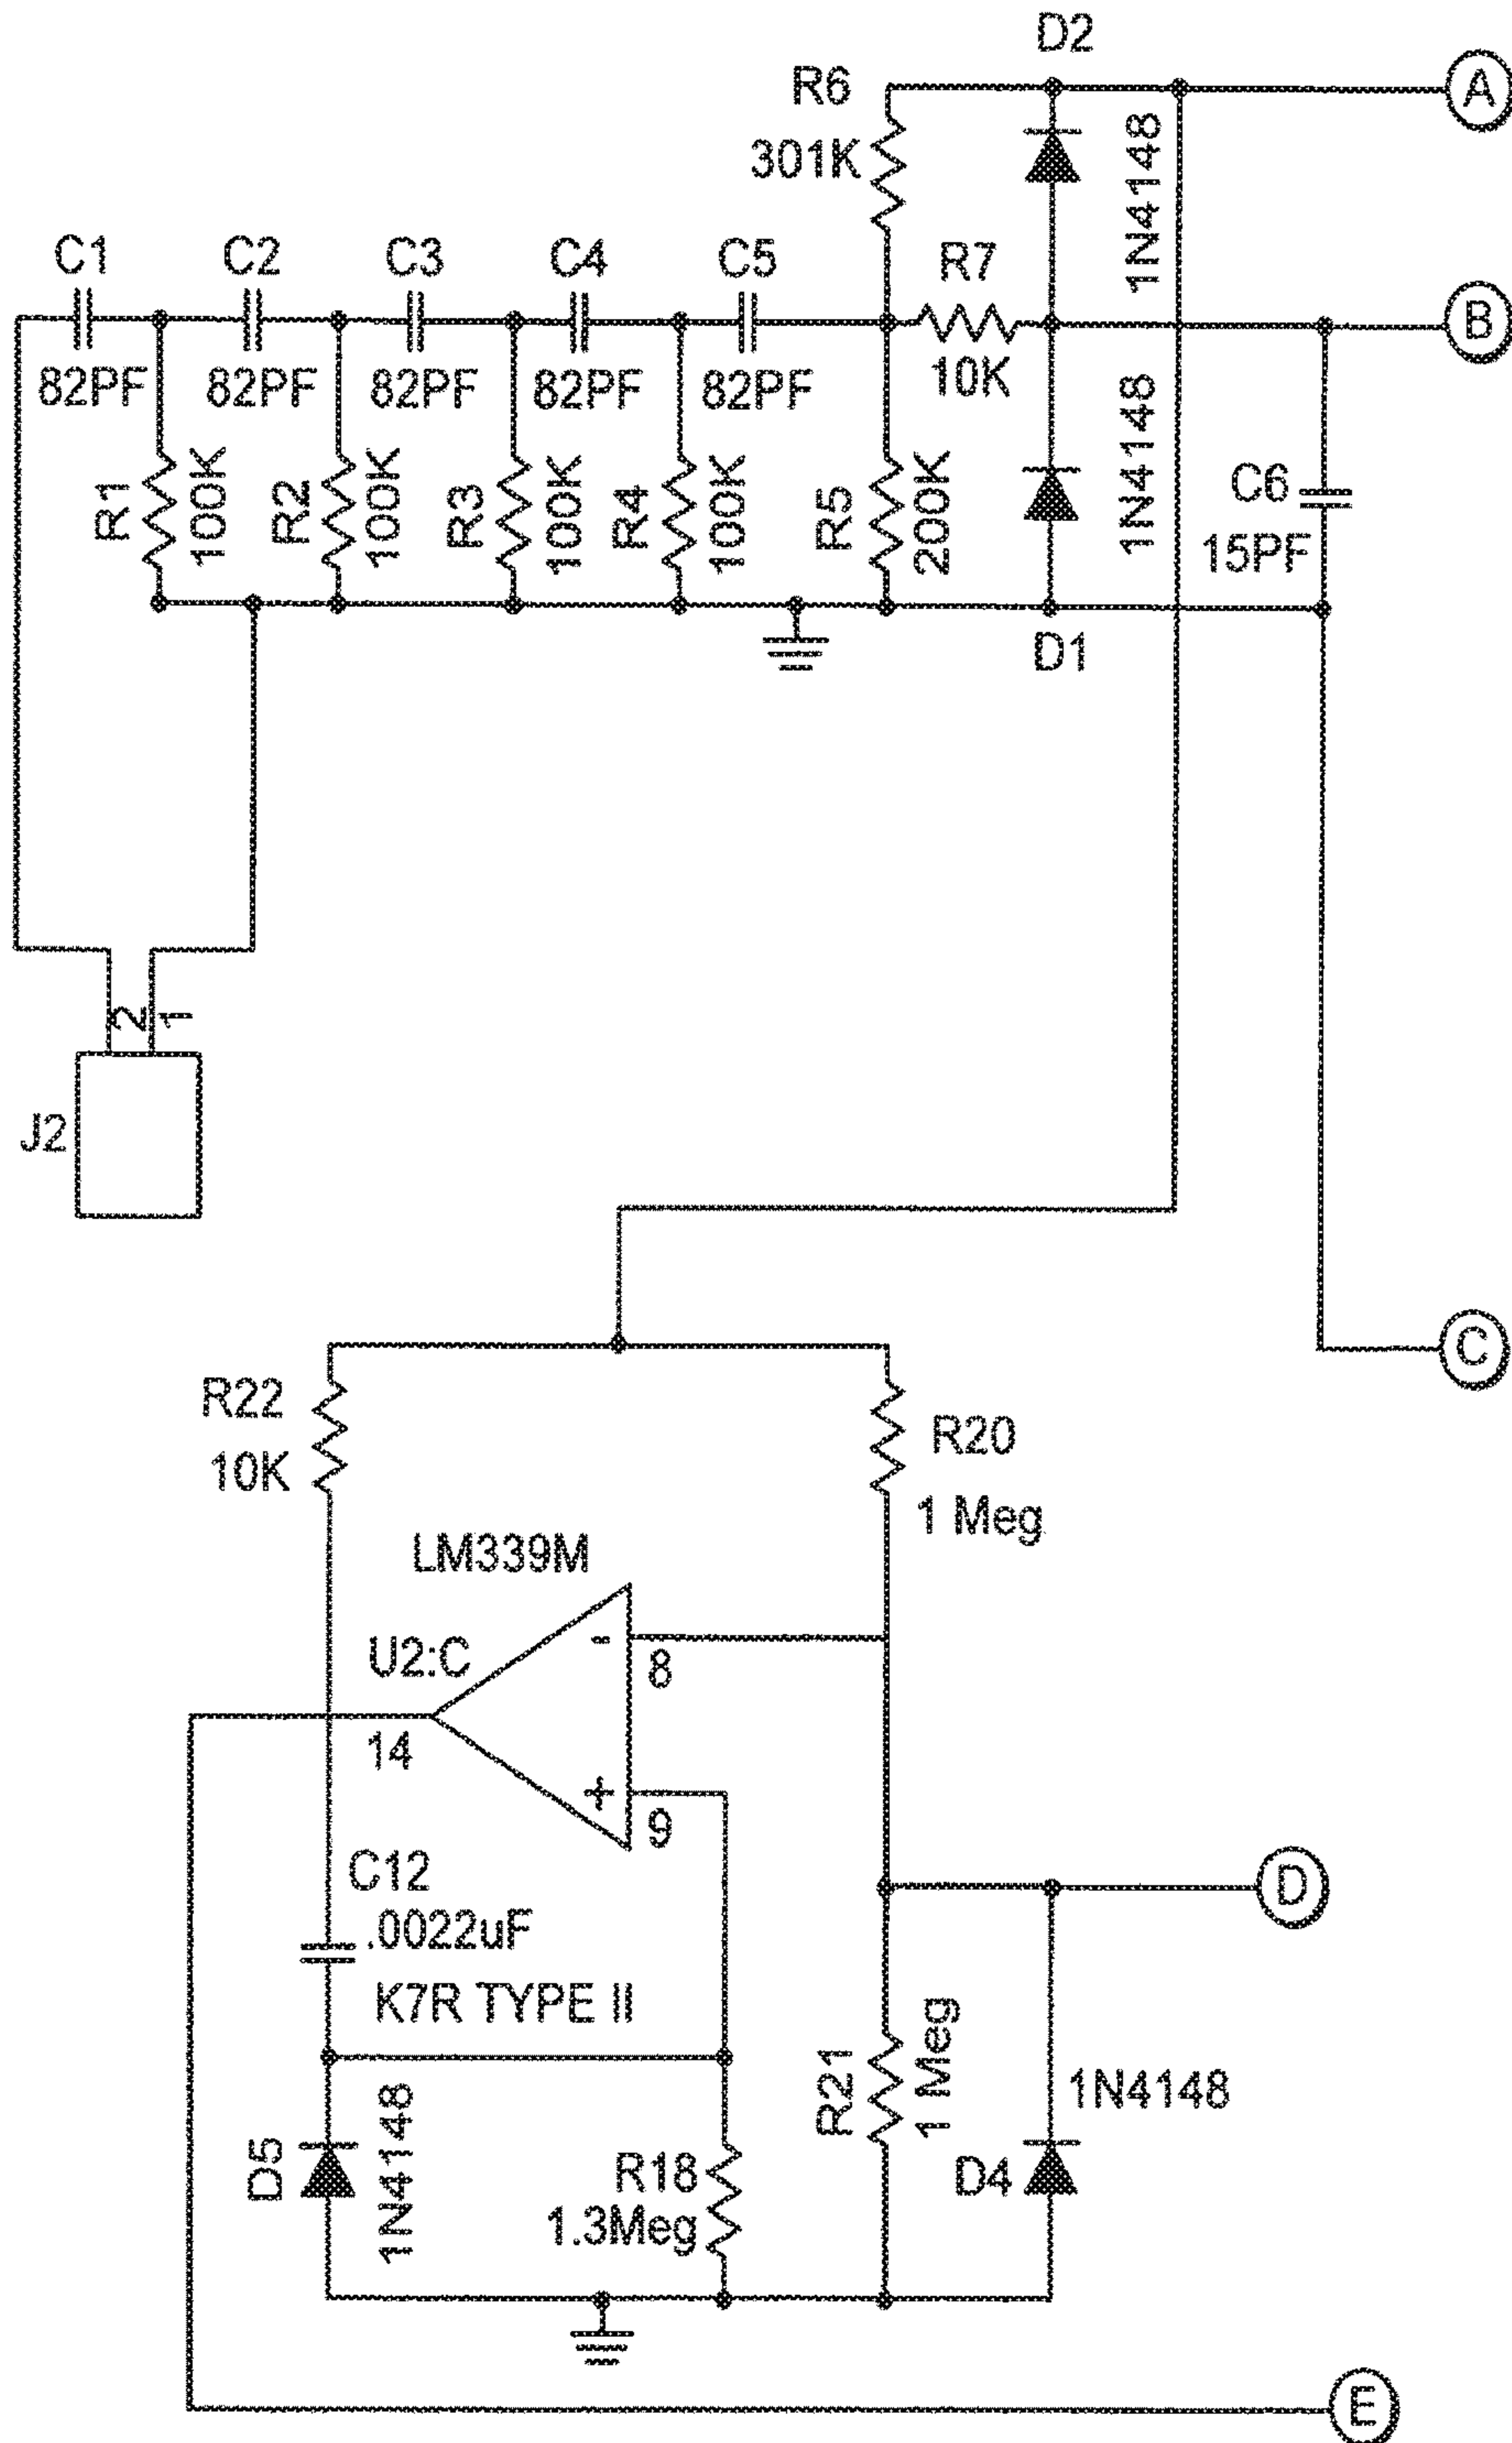 D2
A
R6
301K
1N4148
C1
C2
C3
C4
C5
R7
B
82PF
82PF
82PF
82PF
82PF
10K
1N4148
R1
100K
R2
100K
R3
100K
R4
100K
R5
200K
C6
15PF
D1
2
1
J2
C
R22
10K
R20
1 Meg
LM339M
U2:C
-
8
14
+
9
C12
.0022uF
D
K7R TYPE II
R21
1 Meg
1N4148
D5
1N4148
R18
1.3Meg
D4
E